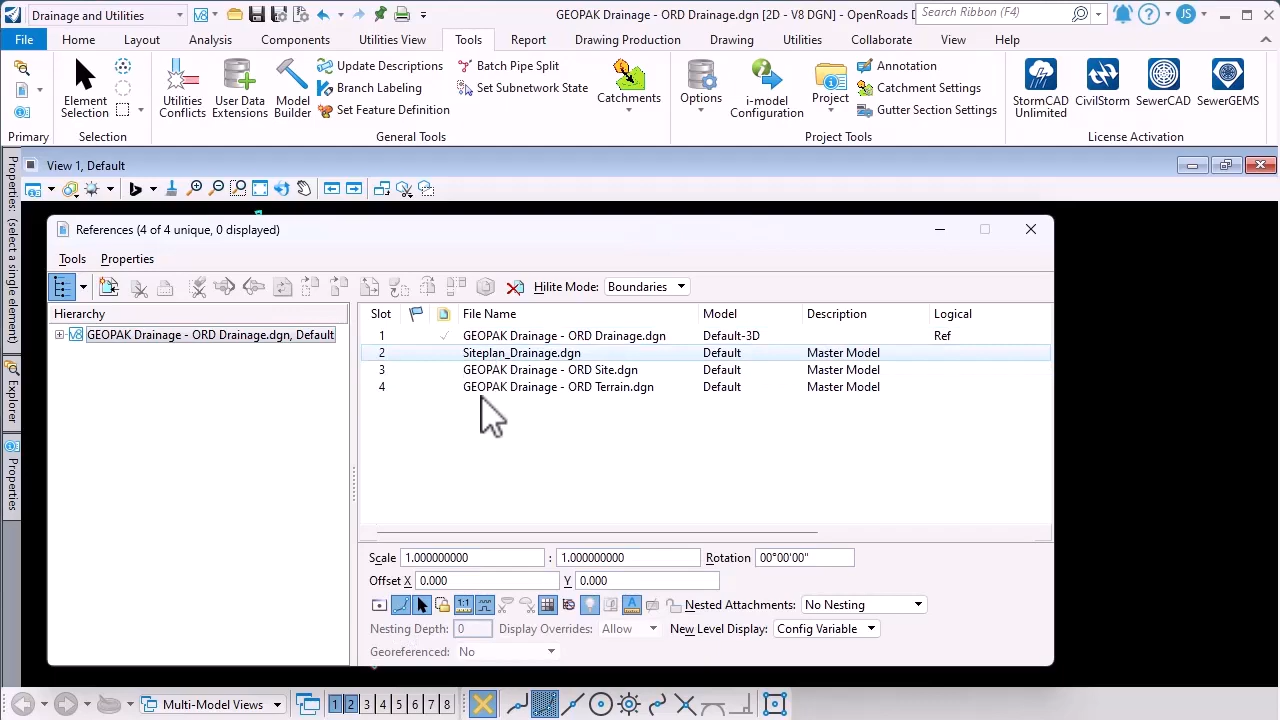 Drainage and Utilities
GEOPAK Drainage - ORD Drainage.dgn [2D - V8 DGN] - OpenRoads
Search Ribbon (F4)
JS
File Home Layout Analysis Components Utilities View Tools Report Drawing Production Drawing Utilities Collaborate View Help
Element Selection
Utilities Conflicts
User Data Extensions
Model Builder
Update Descriptions
Branch Labeling
Set Feature Definition
Batch Pipe Split
Set Subnetwork State
Catchments
Options
i-model Configuration
Project
Annotation
Catchment Settings
Gutter Section Settings
StormCAD Unlimited
CivilStorm
SewerCAD
SewerGEMS
Primary Selection General Tools Project Tools License Activation
Properties: (select a single element)
Explorer
Properties
View 1, Default
References (4 of 4 unique, 0 displayed)
Tools Properties
Hilite Mode: Boundaries
Hierarchy
V8 GEOPAK Drainage - ORD Drainage.dgn, Default
Slot File Name Model Description Logical
1 GEOPAK Drainage - ORD Drainage.dgn Default-3D Ref
2 Siteplan_Drainage.dgn Default Master Model
3 GEOPAK Drainage - ORD Site.dgn Default Master Model
4 GEOPAK Drainage - ORD Terrain.dgn Default Master Model
Scale 1.000000000 : 1.000000000 Rotation 00°00'00"
Offset X 0.000 Y 0.000
1:1 Nested Attachments: No Nesting
Nesting Depth: 0 Display Overrides: Allow New Level Display: Config Variable
Georeferenced: No
Multi-Model Views 1 2 3 4 5 6 7 8